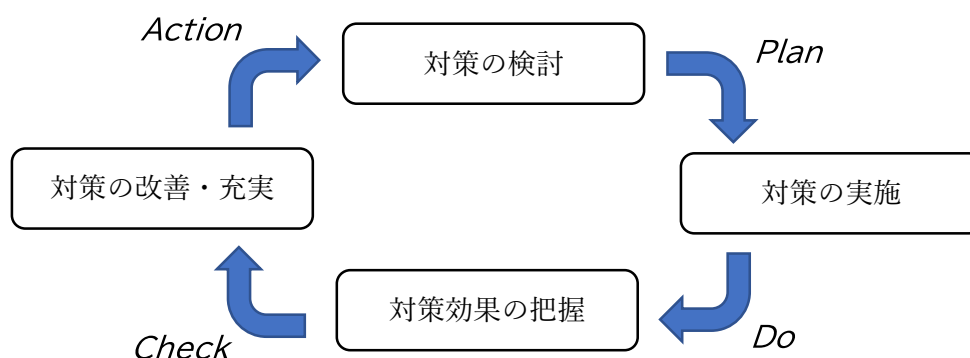 Action
対策の検討
Plan
対策の改善・充実
対策の実施
対策効果の把握
Check
Do